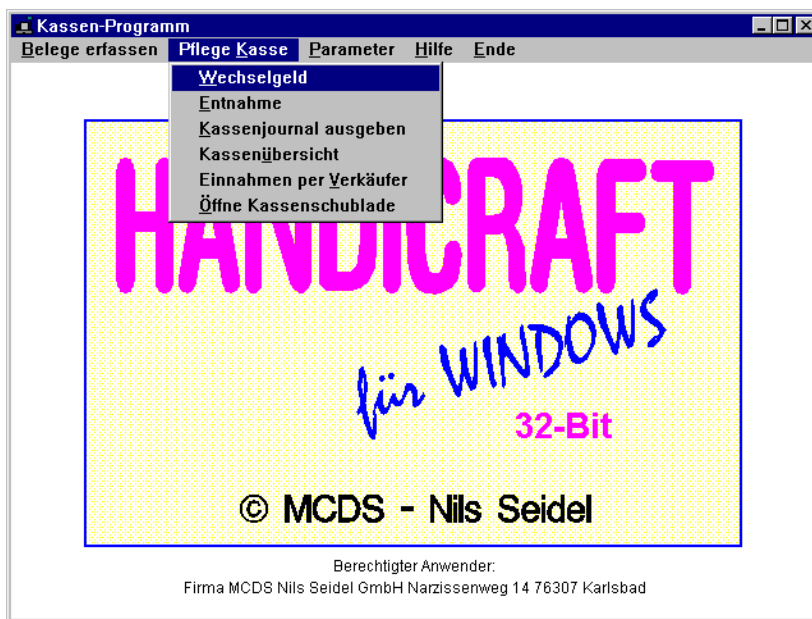 Kassen-Programm
Belege erfassen Pflege Kasse Parameter Hilfe Ende
Wechselgeld
Entnahme
Kassenjournal ausgeben
Kassenübersicht
Einnahmen per Verkäufer
Öffne Kassenschublade
HANDICRAFT
für WINDOWS
32-Bit
© MCDS - Nils Seidel
Berechtigter Anwender:
Firma MCDS Nils Seidel GmbH Narzissenweg 14 76307 Karlsbad